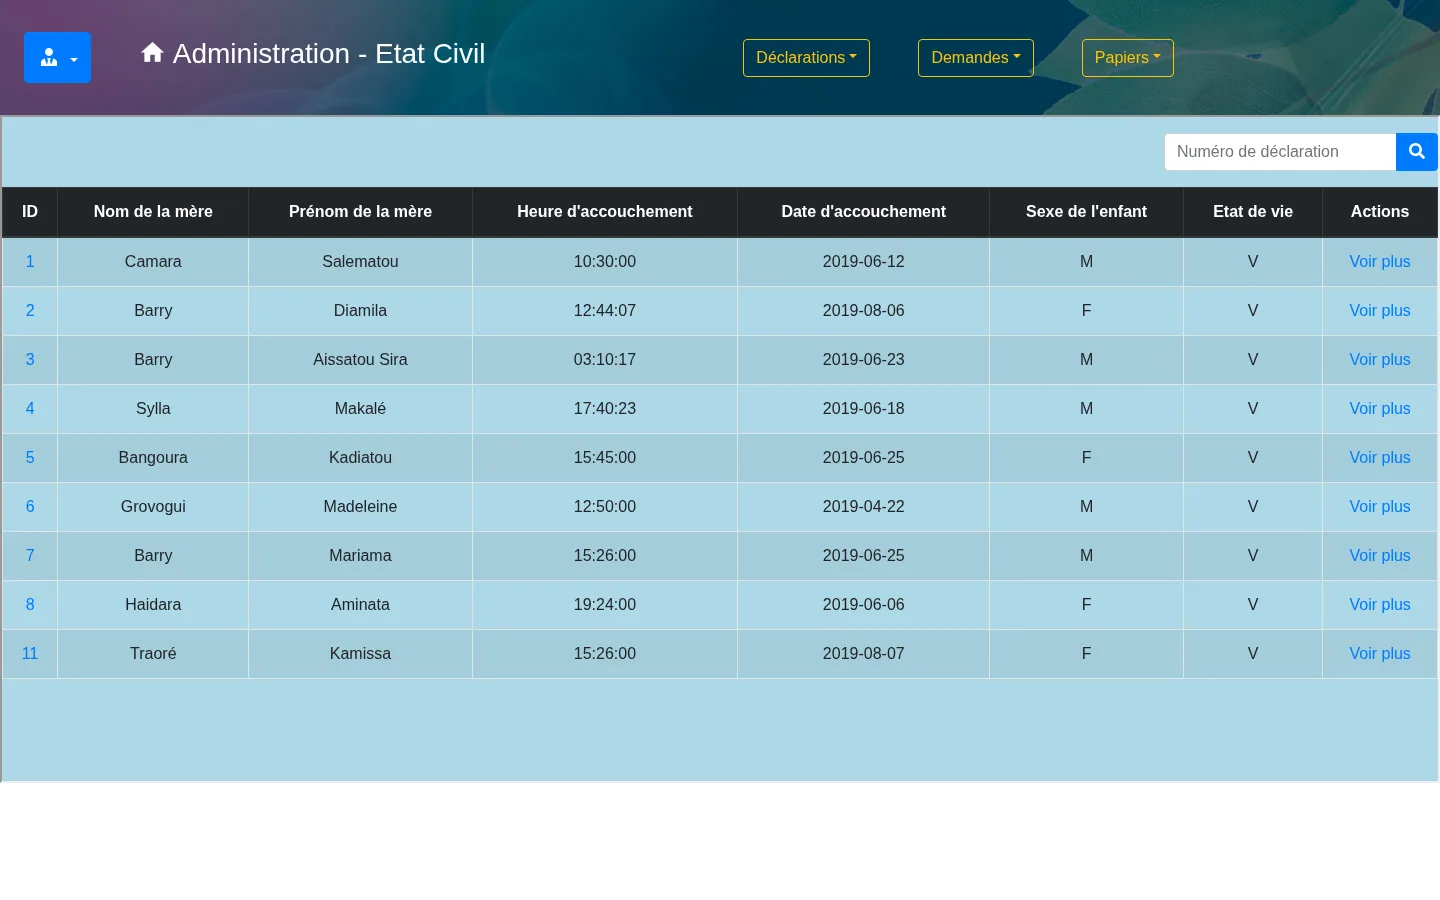 Administration - Etat Civil Déclarations Demandes Papiers
Numéro de déclaration
ID Nom de la mère Prénom de la mère Heure d'accouchement Date d'accouchement Sexe de l'enfant Etat de vie Actions
1 Camara Salematou 10:30:00 2019-06-12 M V Voir plus
2 Barry Diamila 12:44:07 2019-08-06 F V Voir plus
3 Barry Aissatou Sira 03:10:17 2019-06-23 M V Voir plus
4 Sylla Makalé 17:40:23 2019-06-18 M V Voir plus
5 Bangoura Kadiatou 15:45:00 2019-06-25 F V Voir plus
6 Grovogui Madeleine 12:50:00 2019-04-22 M V Voir plus
7 Barry Mariama 15:26:00 2019-06-25 M V Voir plus
8 Haidara Aminata 19:24:00 2019-06-06 F V Voir plus
11 Traoré Kamissa 15:26:00 2019-08-07 F V Voir plus